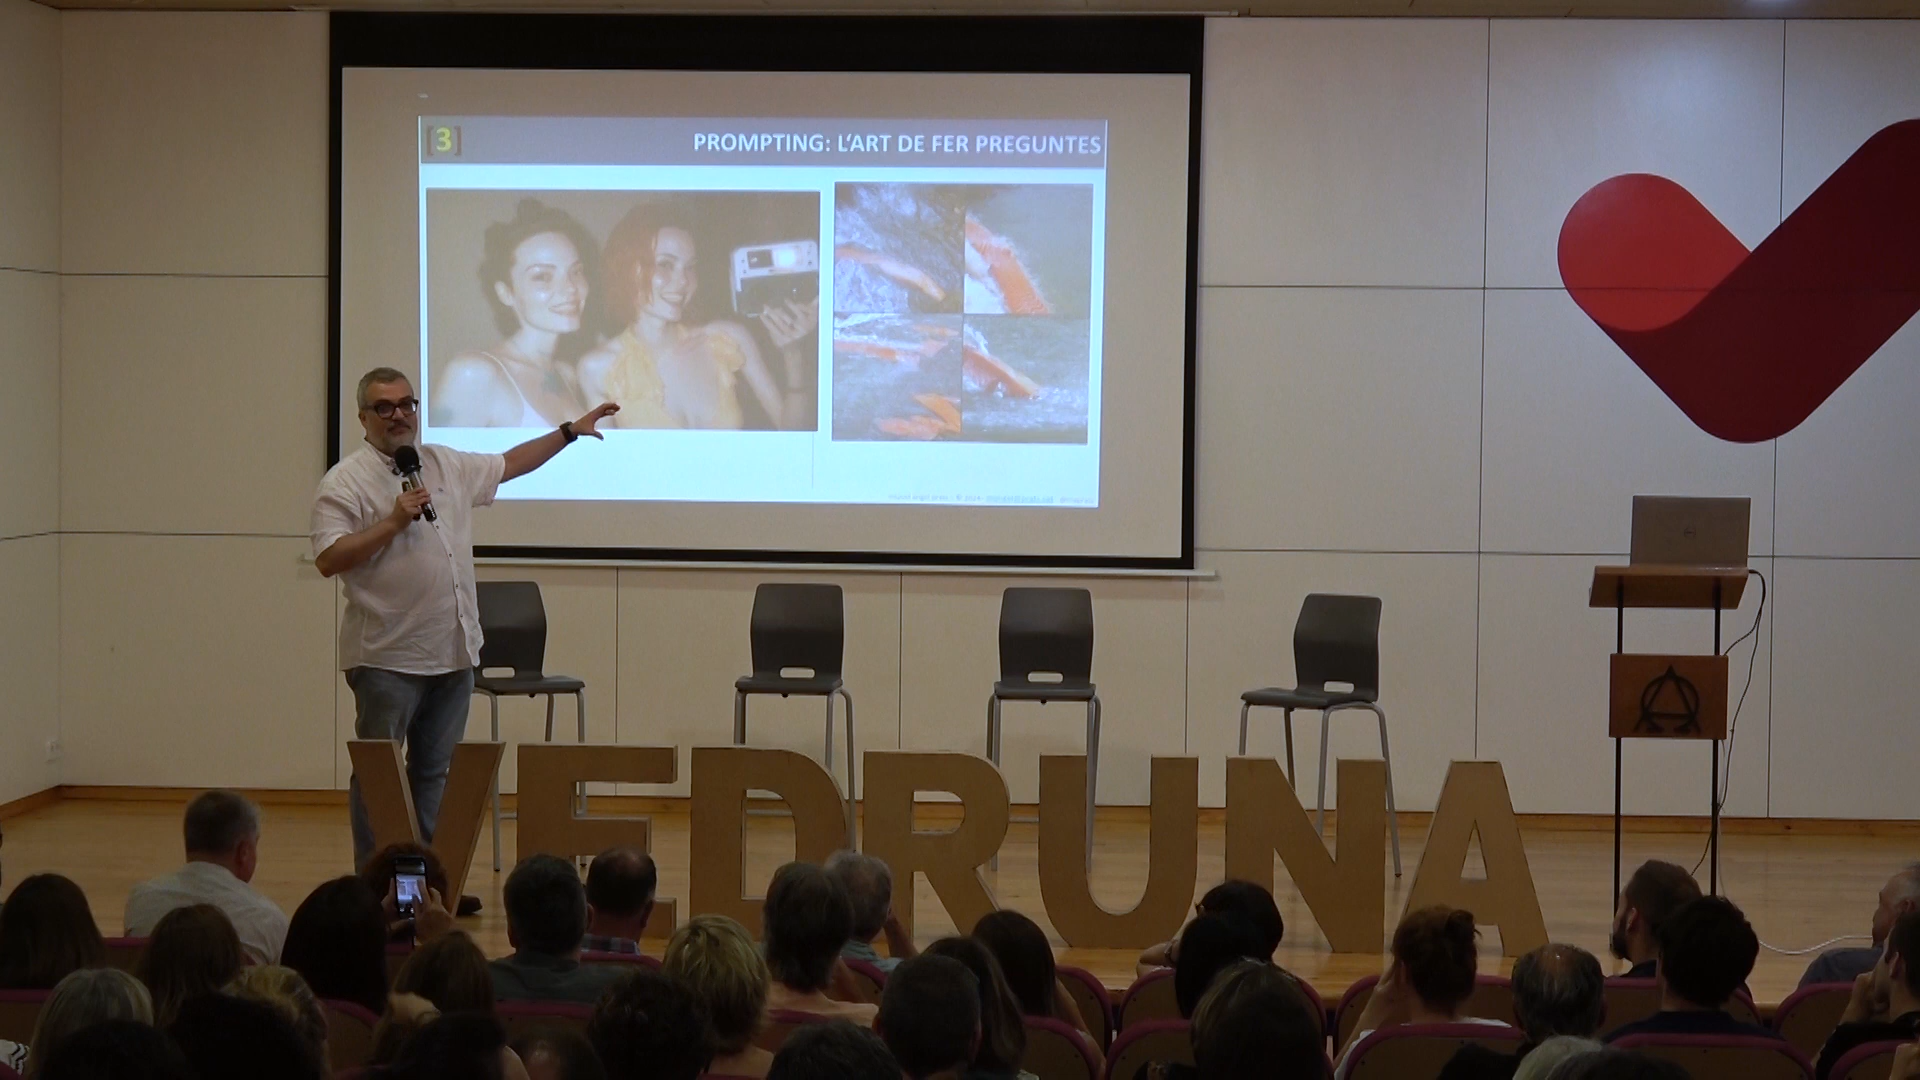 [3]
PROMPTING: L'ART DE FER PREGUNTES
VEDRUNA